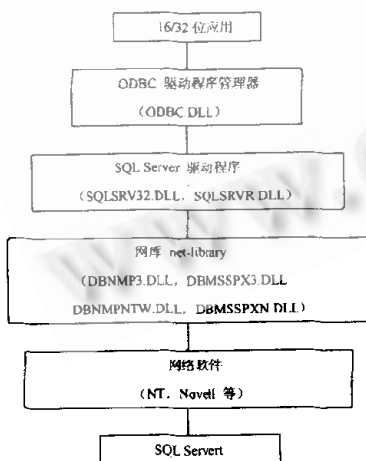 16/32 位应用
ODBC 驱动程序管理器
(ODBC DLL)
SQL Server 驱动程序
(SQLSRV32.DLL, SQLSRVR DLL)
网库 net-library
(DBNMP3.DLL, DBMSSPX3.DLL
DBNMPNTW.DLL, DBMSSPXN DLL)
网络软件
(NT. Novell 等)
SQL Servert